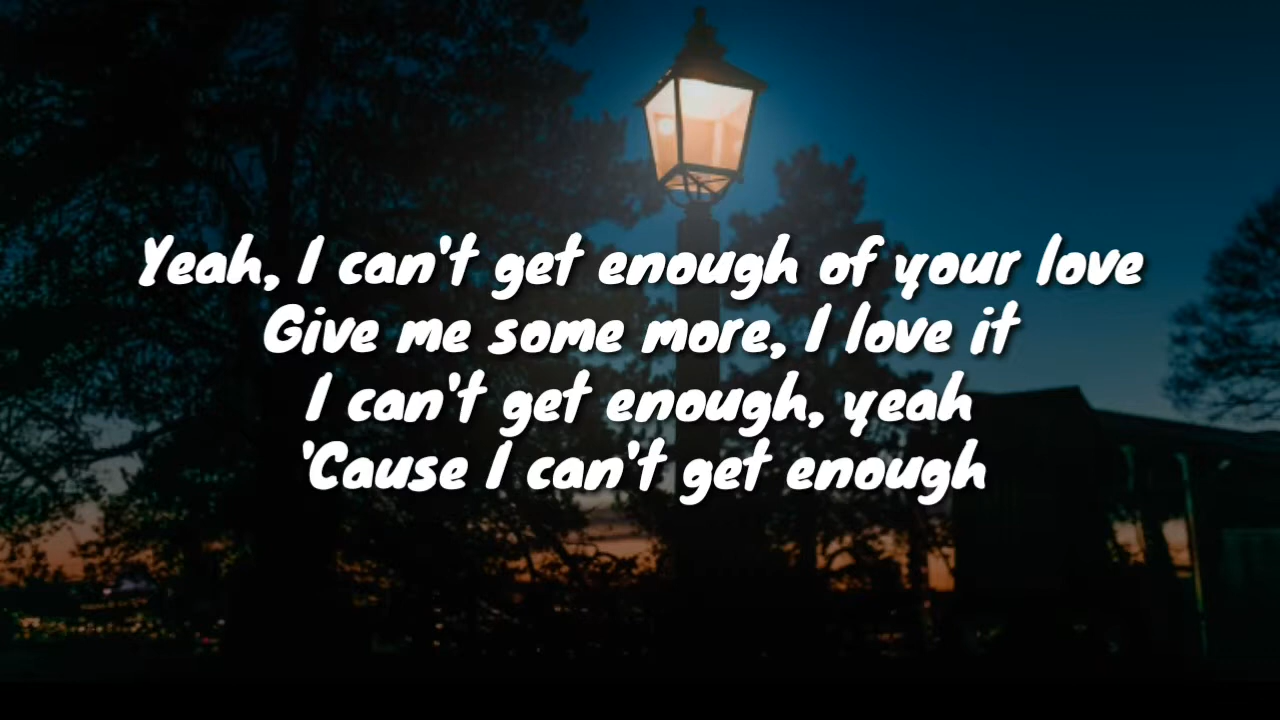 Yeah, I can't get enough of your love
Give me some more, I love it
I can't get enough, yeah
'Cause I can't get enough